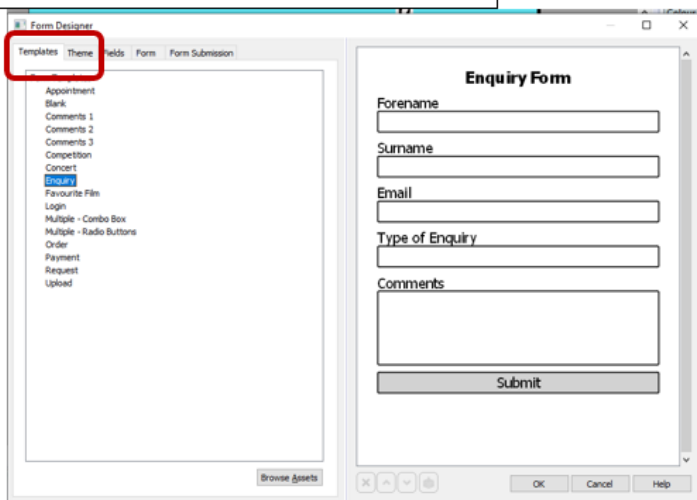 Colour
Form Designer
Templates Theme Fields Form Form Submission
Appointment
Blank
Comments 1
Comments 2
Comments 3
Competition
Concert
Enquiry
Favourite Film
Login
Multiple - Combo Box
Multiple - Radio Buttons
Order
Payment
Request
Upload
Browse Assets
Enquiry Form
Forename
Surname
Email
Type of Enquiry
Comments
Submit
OK Cancel Help